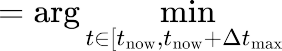 = arg min
t∈[t_now,t_now+Δt_max